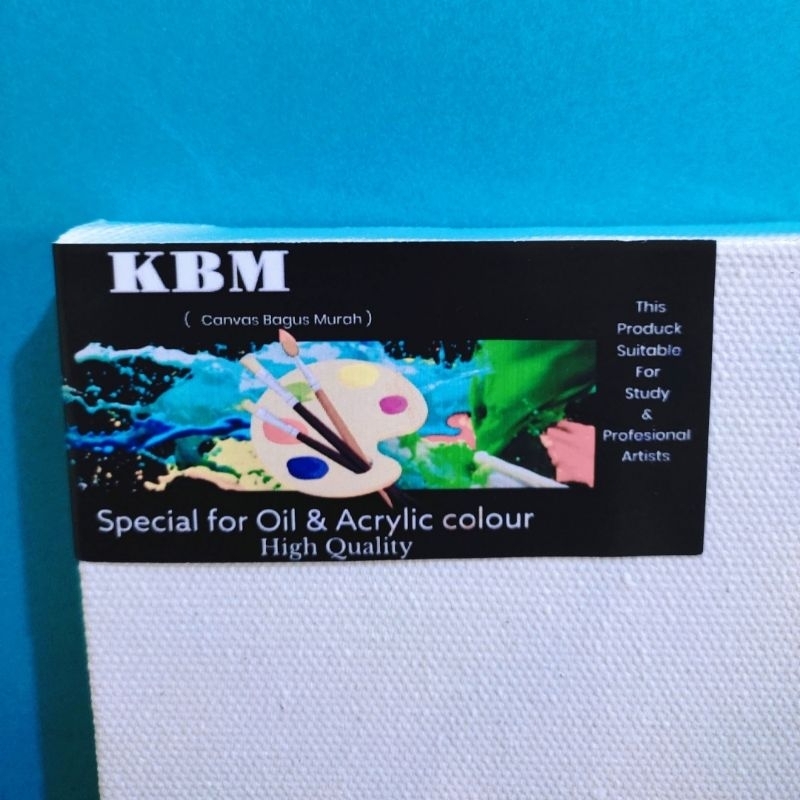 KBM
( Canvas Bagus Murah )
This
Produck
Suitable
For
Study
&
Profesional
Artists
Special for Oil & Acrylic colour
High Quality